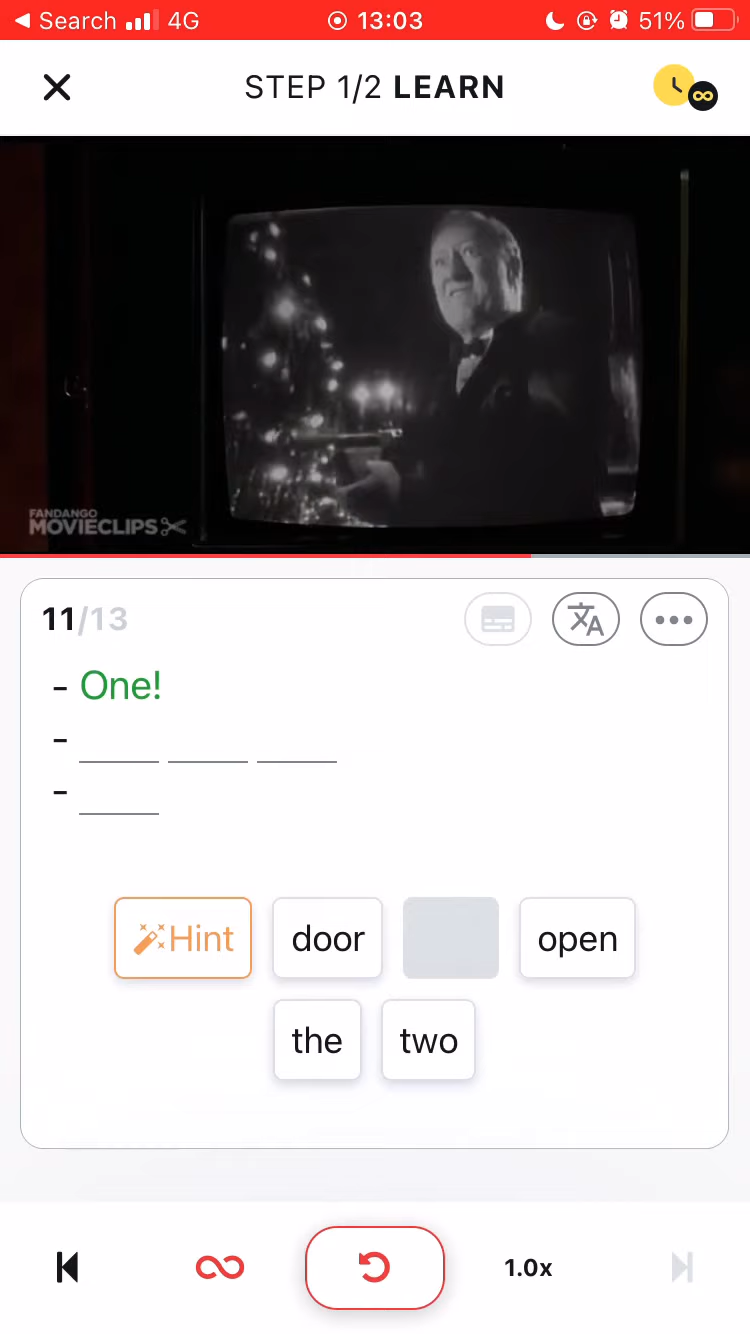 ◀ Search 4G 13:03 51%
STEP 1/2 LEARN
FANDANGO
MOVIECLIPS
11/13
- One!
-
-
Hint door open
the two
1.0x